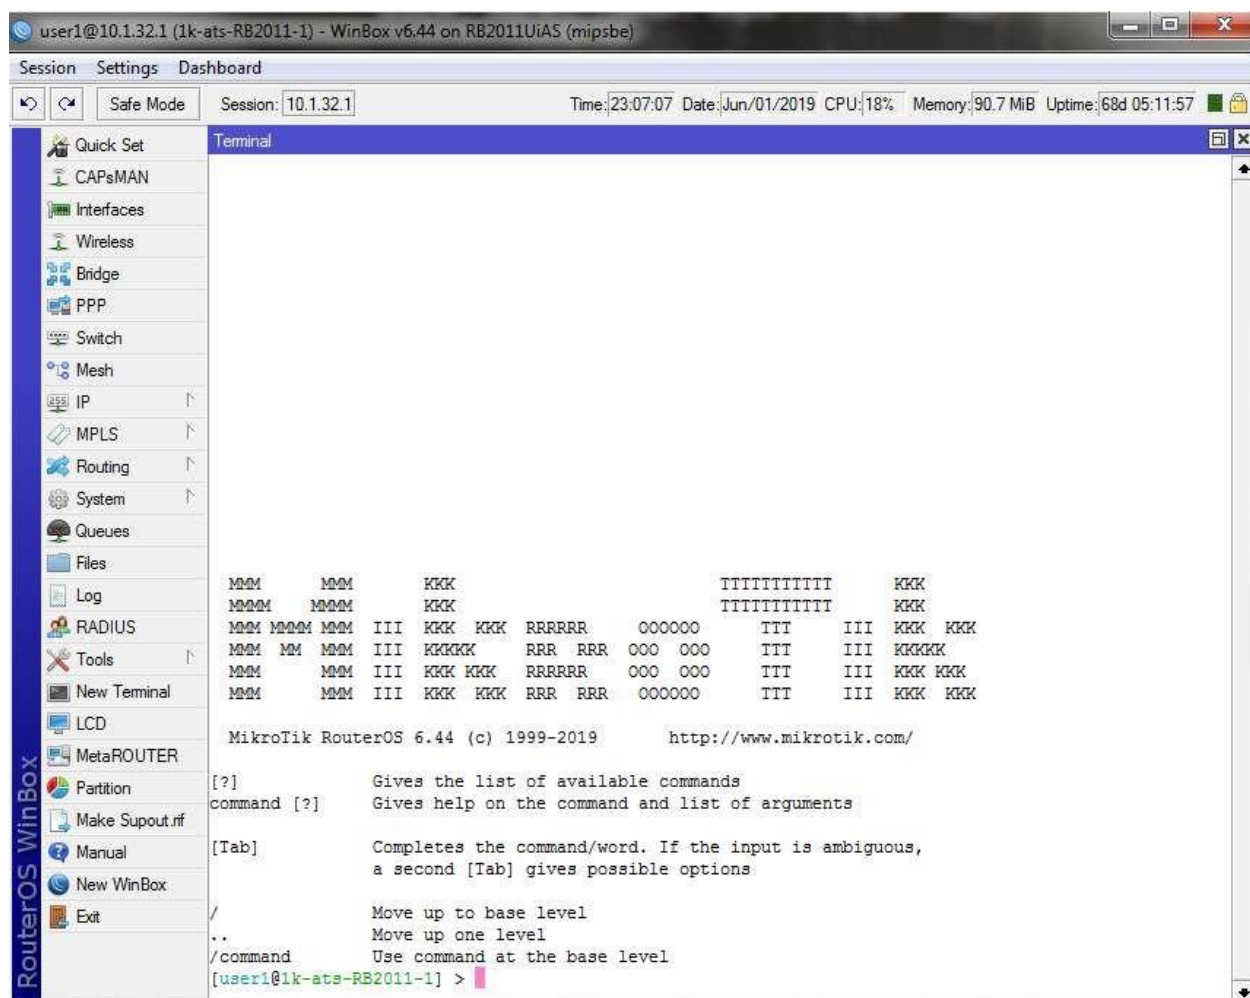 user1@10.1.32.1 (1k-ats-RB2011-1) - WinBox v6.44 on RB2011UiAS (mipsbe)
Session Settings Dashboard
Safe Mode Session: 10.1.32.1 Time: 23:07:07 Date: Jun/01/2019 CPU: 18% Memory: 90.7 MiB Uptime: 68d 05:11:57
RouterOS WinBox
Quick Set
CAPsMAN
Interfaces
Wireless
Bridge
PPP
Switch
Mesh
IP
MPLS
Routing
System
Queues
Files
Log
RADIUS
Tools
New Terminal
LCD
MetaROUTER
Partition
Make Supout.rif
Manual
New WinBox
Exit
Terminal
MMM MMM KKK TTTTTTTTTTT KKK
MMMM MMMM KKK TTTTTTTTTTT KKK
MMM MMMM MMM III KKK KKK RRRRRR OOOOOO TTT III KKK KKK
MMM MM MMM III KKKKK RRR RRR OOO OOO TTT III KKKKK
MMM MMM III KKK KKK RRRRRR OOO OOO TTT III KKK KKK
MMM MMM III KKK KKK RRR RRR OOOOOO TTT III KKK KKK
MikroTik RouterOS 6.44 (c) 1999-2019 http://www.mikrotik.com/
[?] Gives the list of available commands
command [?] Gives help on the command and list of arguments
[Tab] Completes the command/word. If the input is ambiguous,
a second [Tab] gives possible options
/ Move up to base level
.. Move up one level
/command Use command at the base level
[user1@1k-ats-RB2011-1] >